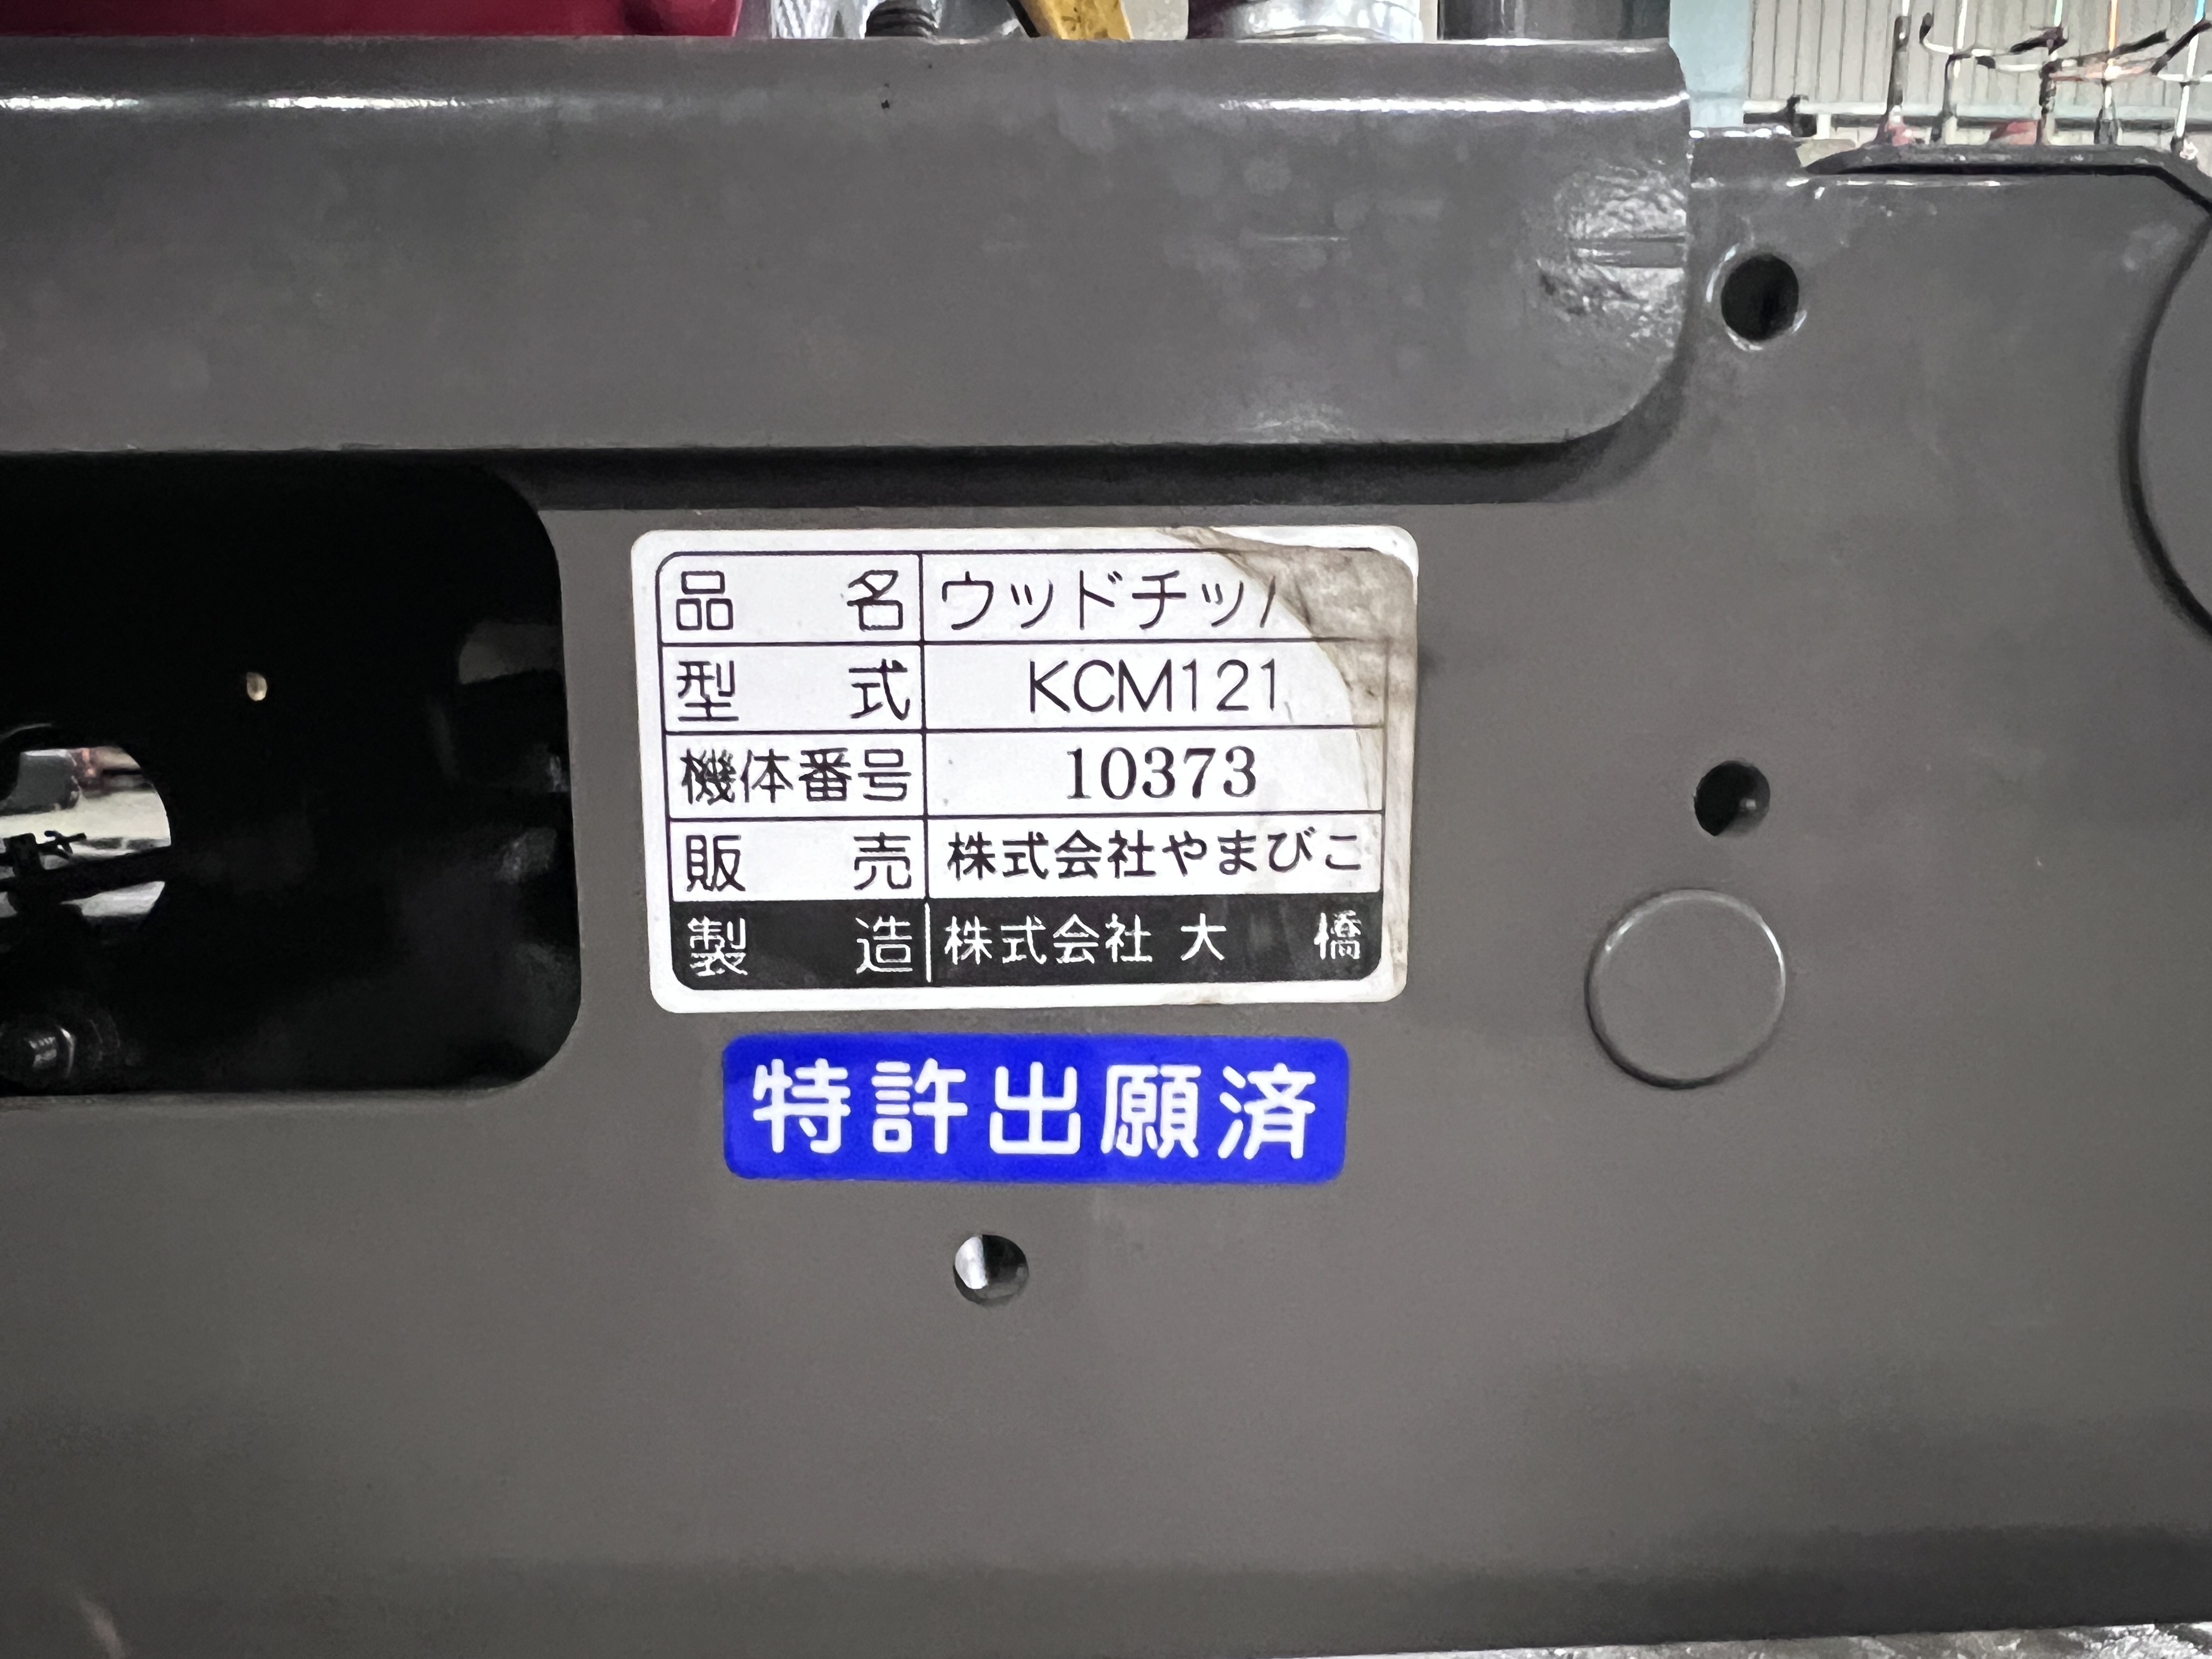 品名 ウッドチッ
型式 KCM121
機体番号 10373
販売 株式会社やまびこ
製造 株式会社 大橋
特許出願済